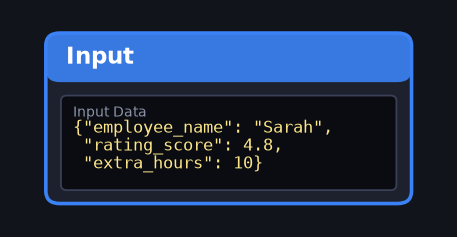 Input
Input Data
{"employee_name": "Sarah",
"rating_score": 4.8,
"extra_hours": 10}